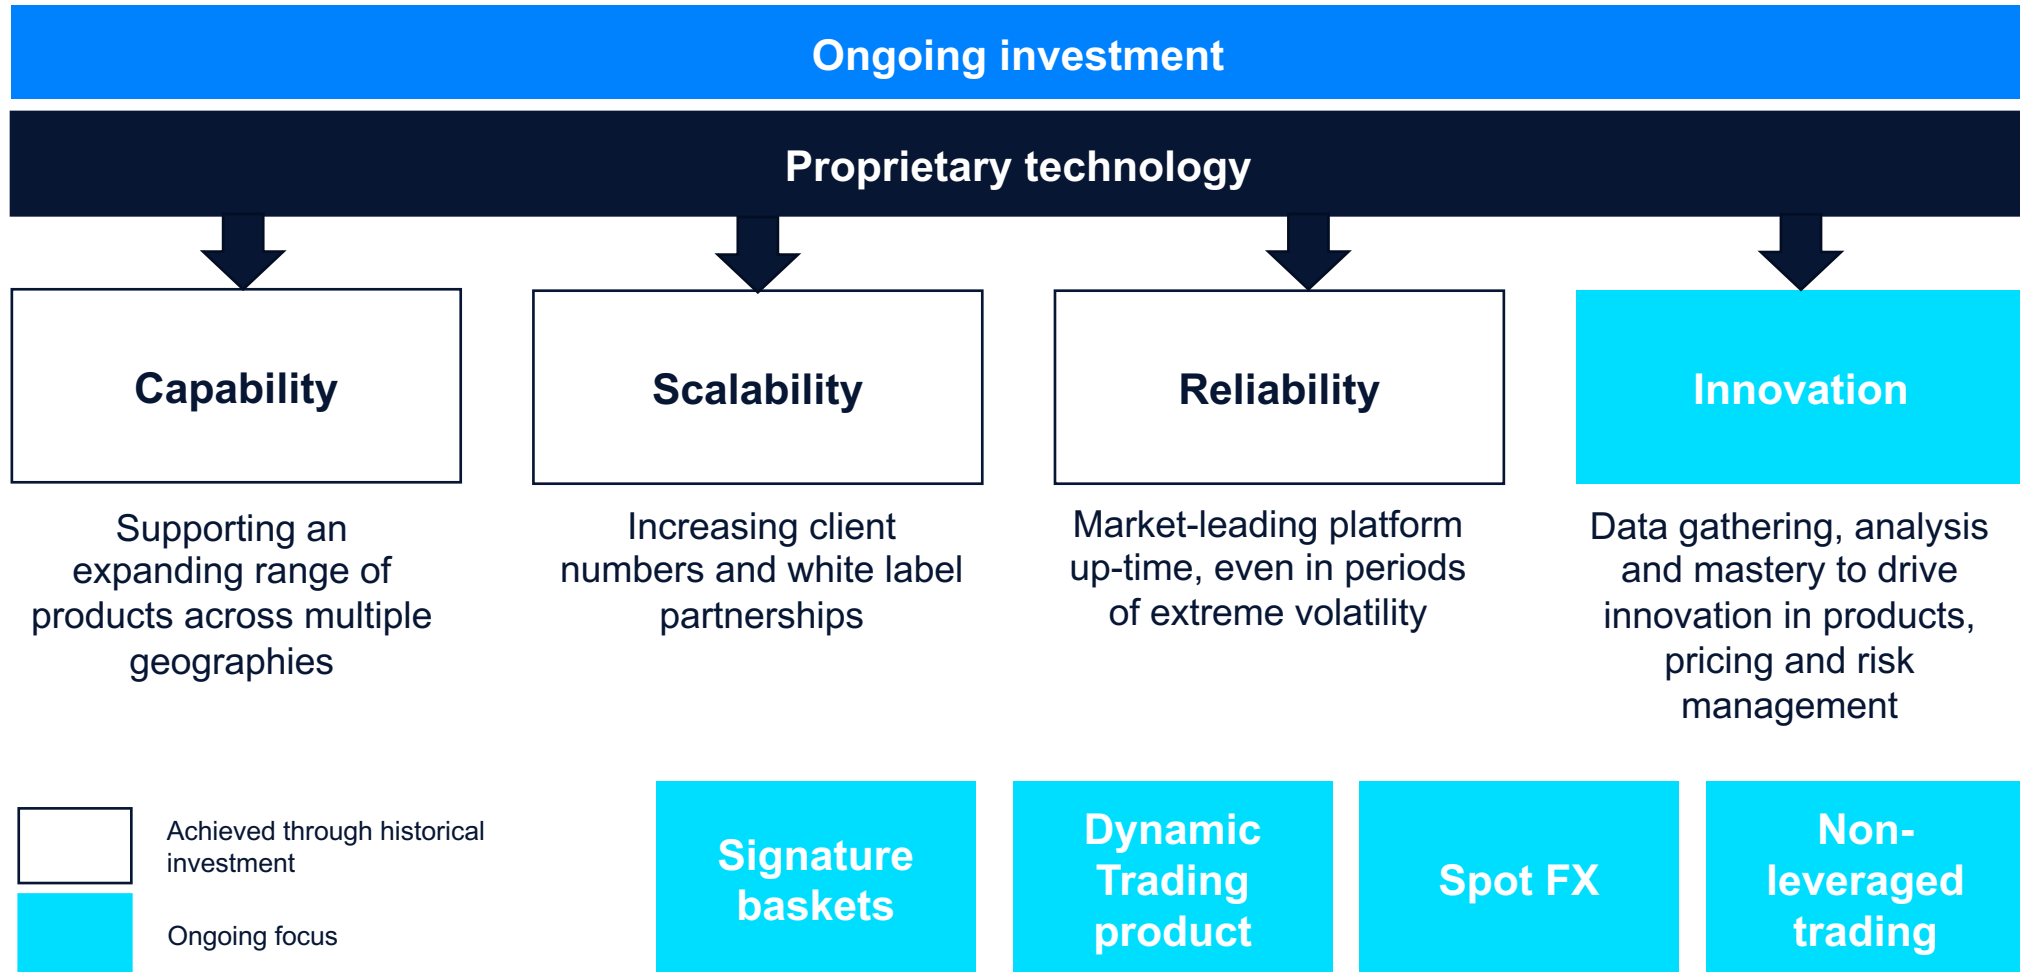 Ongoing investment
Proprietary technology
Capability
Scalability
Reliability
Innovation
Supporting an
expanding range of
products across multiple
geographies
Increasing client
numbers and white label
partnerships
Market-leading platform
up-time, even in periods
of extreme volatility
Data gathering, analysis
and mastery to drive
innovation in products,
pricing and risk
management
Achieved through historical
investment
Ongoing focus
Signature
baskets
Dynamic
Trading
product
Spot FX
Non-
leveraged
trading